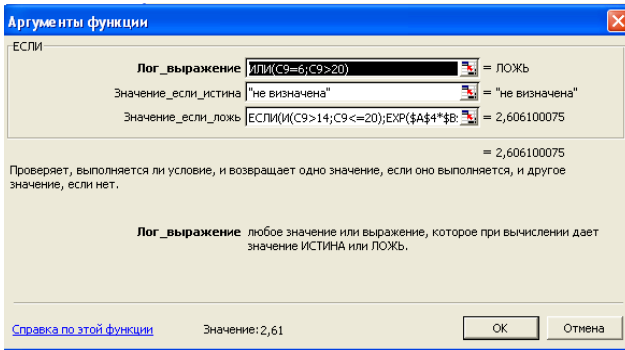 Аргументы функции
ЕСЛИ
Лог_выражение ИЛИ(C9=6;C9>20) = ЛОЖЬ
Значение_если_истина "не визначена" = "не визначена"
Значение_если_ложь ЕСЛИ(И(C9>14;C9<=20);EXP($A$4*$B: = 2,606100075
= 2,606100075
Проверяет, выполняется ли условие, и возвращает одно значение, если оно выполняется, и другое
значение, если нет.
Лог_выражение любое значение или выражение, которое при вычислении дает
значение ИСТИНА или ЛОЖЬ.
Справка по этой функции Значение:2,61 ОК Отмена